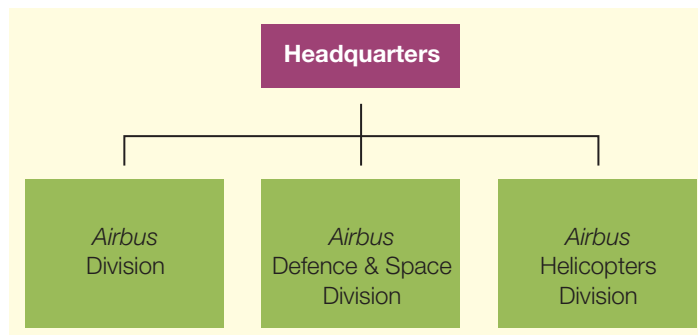 Headquarters
Airbus
Division
Airbus
Defence & Space
Division
Airbus
Helicopters
Division